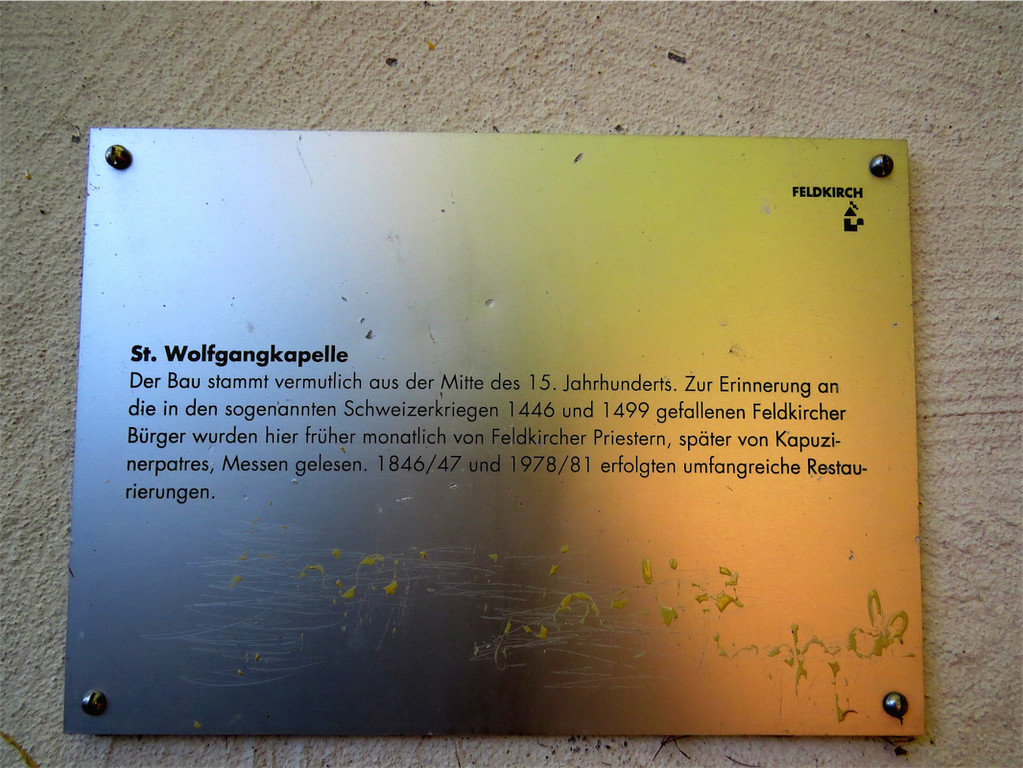 FELDKIRCH
St. Wolfgangkapelle
Der Bau stammt vermutlich aus der Mitte des 15. Jahrhunderts. Zur Erinnerung an
die in den sogenannten Schweizerkriegen 1446 und 1499 gefallenen Feldkircher
Bürger wurden hier früher monatlich von Feldkircher Priestern, später von Kapuzi-
nerpatres, Messen gelesen. 1846/47 und 1978/81 erfolgten umfangreiche Restau-
rierungen.